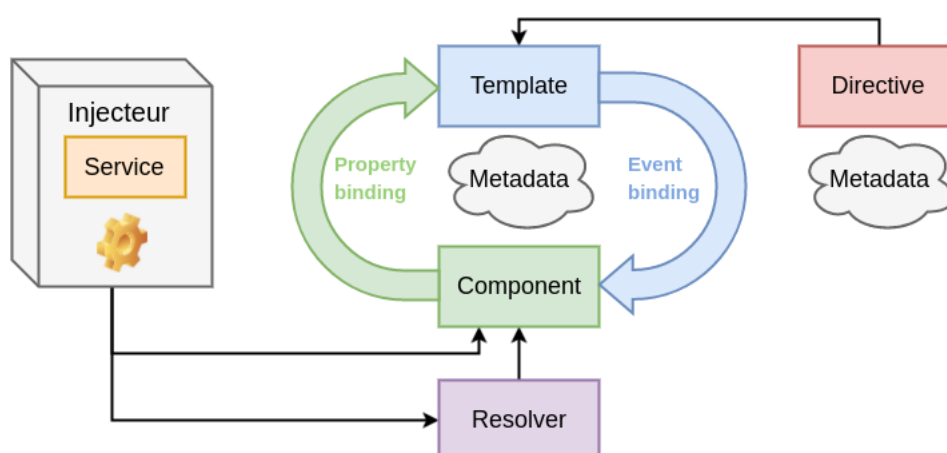 Injecteur
Service
Template
Directive
Property
binding
Metadata
Event
binding
Metadata
Component
Resolver